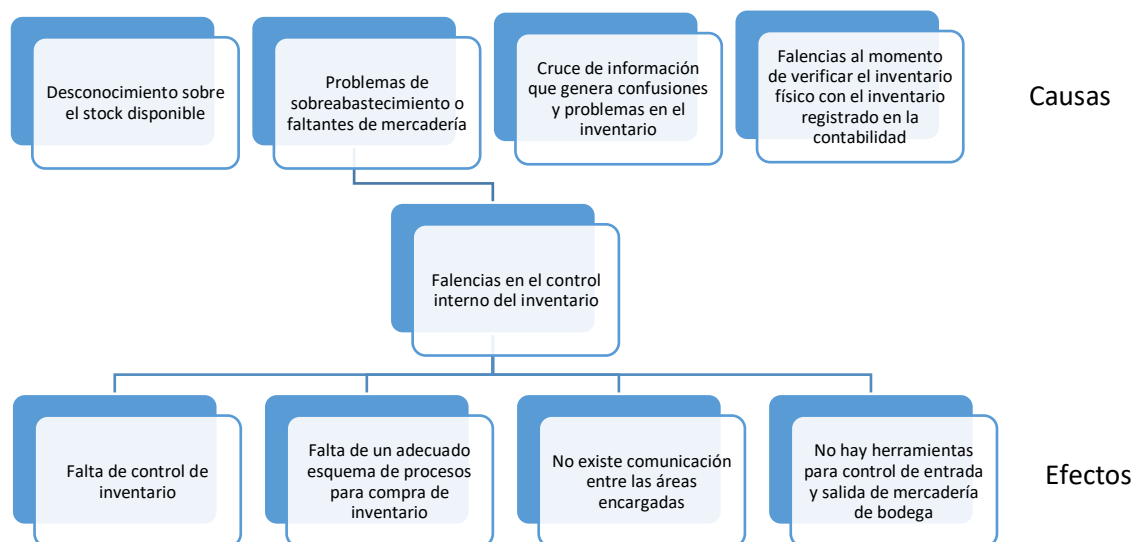 Desconocimiento sobre
el stock disponible
Problemas de
sobreabastecimiento o
faltantes de mercadería
Cruce de información
que genera confusiones
y problemas en el
inventario
Falencias al momento
de verificar el inventario
físico con el inventario
registrado en la
contabilidad
Causas
Falencias en el control
interno del inventario
Falta de control de
inventario
Falta de un adecuado
esquema de procesos
para compra de
inventario
No existe comunicación
entre las áreas
encargadas
No hay herramientas
para control de entrada
y salida de mercadería
de bodega
Efectos